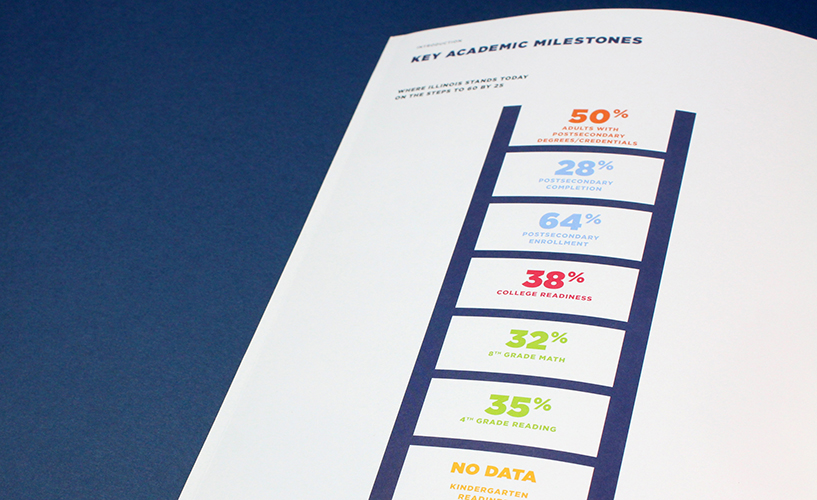 INTRODUCTION
KEY ACADEMIC MILESTONES
WHERE ILLINOIS STANDS TODAY
ON THE STEPS TO 60 BY 25
50%
ADULTS WITH
POSTSECONDARY
DEGREES/CREDENTIALS
28%
POSTSECONDARY
COMPLETION
64%
POSTSECONDARY
ENROLLMENT
38%
COLLEGE READINESS
32%
8TH GRADE MATH
35%
4TH GRADE READING
NO DATA
KINDERGARTEN